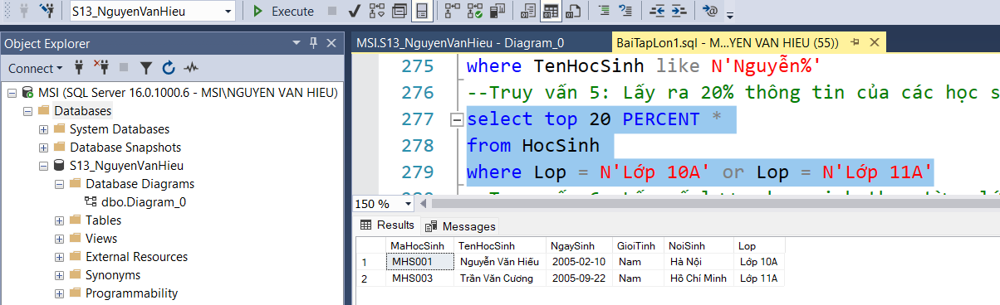 S13_NguyenVanHieu
Execute
Object Explorer
Connect
MSI (SQL Server 16.0.1000.6 - MSI\NGUYEN VAN HIEU)
Databases
System Databases
Database Snapshots
S13_NguyenVanHieu
Database Diagrams
dbo.Diagram_0
Tables
Views
External Resources
Synonyms
Programmability
MSI.S13_NguyenVanHieu - Diagram_0
BaiTapLon1.sql - M...YEN VAN HIEU (55))
275 where TenHocSinh like N'Nguyễn%'
276 --Truy vấn 5: Lấy ra 20% thông tin của các học s
277 select top 20 PERCENT *
278 from HocSinh
279 where Lop = N'Lớp 10A' or Lop = N'Lớp 11A'
150 %
Results Messages
MaHocSinh TenHocSinh NgaySinh GioiTinh NoiSinh Lop
1 MHS001 Nguyễn Văn Hiếu 2005-02-10 Nam Hà Nội Lớp 10A
2 MHS003 Trần Văn Cương 2005-09-22 Nam Hồ Chí Minh Lớp 11A